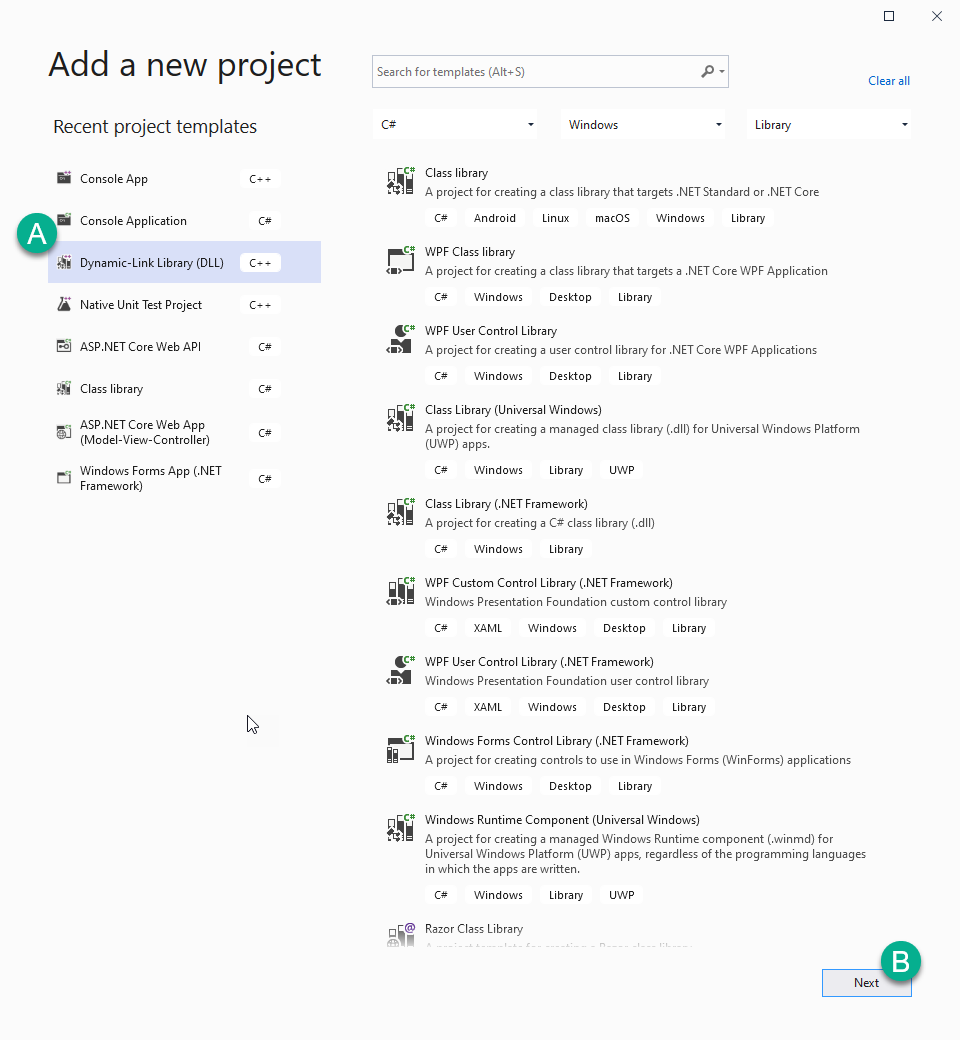 Add a new project
Search for templates (Alt+S)
Clear all
Recent project templates
C#
Windows
Library
Console App
C++
A
Console Application
C#
Dynamic-Link Library (DLL)
C++
Native Unit Test Project
C++
ASP.NET Core Web API
C#
Class library
C#
ASP.NET Core Web App
(Model-View-Controller)
C#
Windows Forms App (.NET
Framework)
C#
Class library
A project for creating a class library that targets .NET Standard or .NET Core
C# Android Linux macOS Windows Library
WPF Class library
A project for creating a class library that targets a .NET Core WPF Application
C# Windows Desktop Library
WPF User Control Library
A project for creating a user control library for .NET Core WPF Applications
C# Windows Desktop Library
Class Library (Universal Windows)
A project for creating a managed class library (.dll) for Universal Windows Platform
(UWP) apps.
C# Windows Library UWP
Class Library (.NET Framework)
A project for creating a C# class library (.dll)
C# Windows Library
WPF Custom Control Library (.NET Framework)
Windows Presentation Foundation custom control library
C# XAML Windows Desktop Library
WPF User Control Library (.NET Framework)
Windows Presentation Foundation user control library
C# XAML Windows Desktop Library
Windows Forms Control Library (.NET Framework)
A project for creating controls to use in Windows Forms (WinForms) applications
C# Windows Desktop Library
Windows Runtime Component (Universal Windows)
A project for creating a managed Windows Runtime component (.winmd) for
Universal Windows Platform (UWP) apps, regardless of the programming languages
in which the apps are written.
C# Windows Library UWP
Razor Class Library
A project template for creating a Razor class library
B
Next